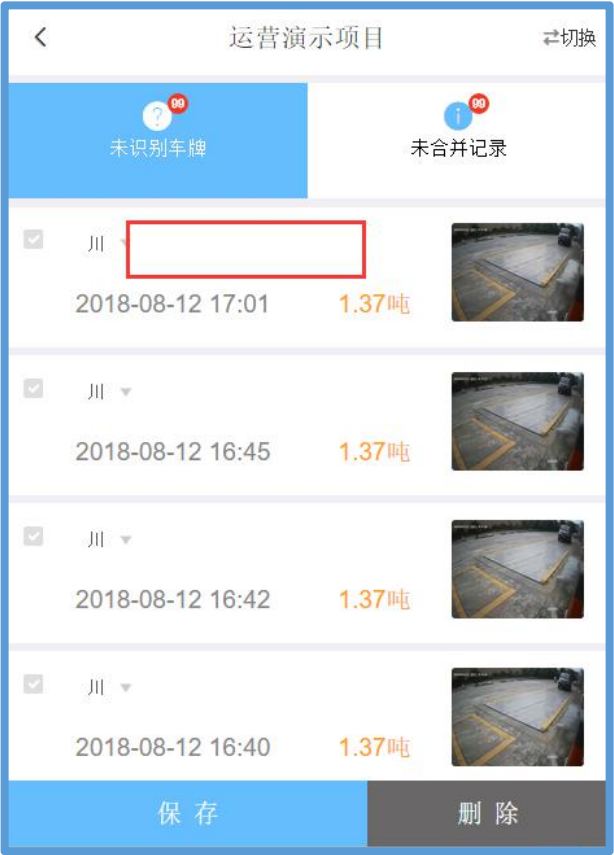 运营演示项目
切换
99
99
?
i
未识别车牌
未合并记录
川
2018-08-12 17:01
1.37吨
川
2018-08-12 16:45
1.37吨
川
2018-08-12 16:42
1.37吨
川
2018-08-12 16:40
1.37吨
保 存
删 除